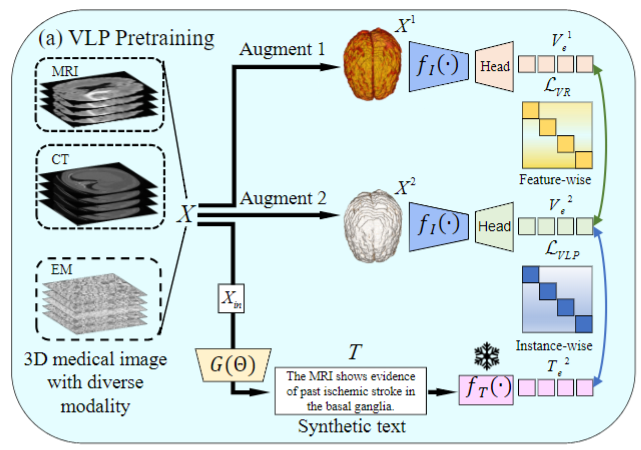 (a) VLP Pretraining
MRI
CT
EM
3D medical image
with diverse
modality
X
Augment 1
X¹
f_I(·)
Head
V_e¹
ℒ_VR
Feature-wise
Augment 2
X²
f_I(·)
Head
V_e²
ℒ_VLP
Instance-wise
X_in
G(Θ)
T
The MRI shows evidence
of past ischemic stroke in
the basal ganglia.
Synthetic text
f_T(·)
T_e²